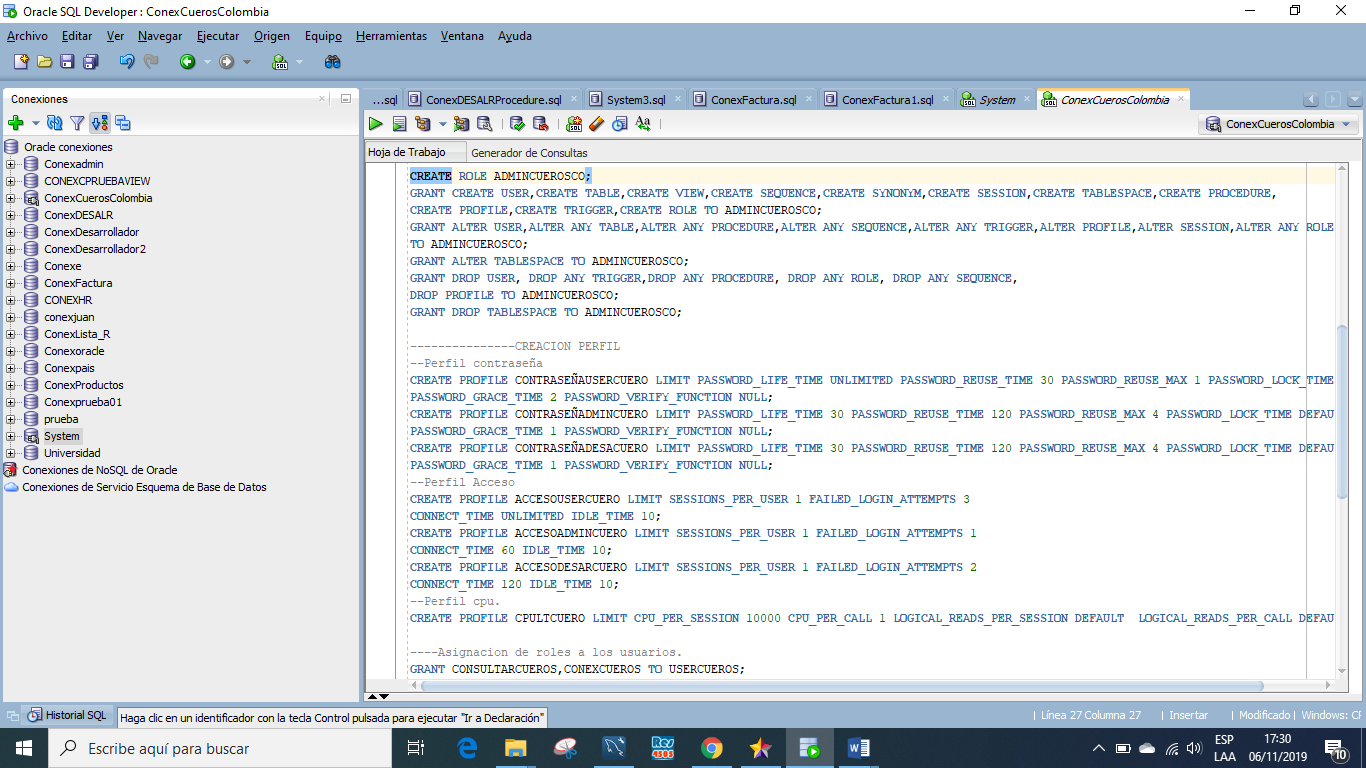 Oracle SQL Developer : ConexCuerosColombia
Archivo Editar Ver Navegar Ejecutar Origen Equipo Herramientas Ventana Ayuda
Conexiones
...sql ConexDESALRProcedure.sql System3.sql ConexFactura.sql ConexFactura1.sql System ConexCuerosColombia
ConexCuerosColombia
Hoja de Trabajo Generador de Consultas
Oracle conexiones
Conexadmin
CONEXCPRUEBAVIEW
ConexCuerosColombia
ConexDESALR
ConexDesarrollador
ConexDesarrollador2
Conexe
ConexFactura
CONEXHR
conexjuan
ConexLista_R
Conexoracle
Conexpais
ConexProductos
Conexprueba01
prueba
System
Universidad
Conexiones de NoSQL de Oracle
Conexiones de Servicio Esquema de Base de Datos
CREATE ROLE ADMINCUEROSCO;
GRANT CREATE USER,CREATE TABLE,CREATE VIEW,CREATE SEQUENCE,CREATE SYNONYM,CREATE SESSION,CREATE TABLESPACE,CREATE PROCEDURE,
CREATE PROFILE,CREATE TRIGGER,CREATE ROLE TO ADMINCUEROSCO;
GRANT ALTER USER,ALTER ANY TABLE,ALTER ANY PROCEDURE,ALTER ANY SEQUENCE,ALTER ANY TRIGGER,ALTER PROFILE,ALTER SESSION,ALTER ANY ROLE
TO ADMINCUEROSCO;
GRANT ALTER TABLESPACE TO ADMINCUEROSCO;
GRANT DROP USER, DROP ANY TRIGGER,DROP ANY PROCEDURE, DROP ANY ROLE, DROP ANY SEQUENCE,
DROP PROFILE TO ADMINCUEROSCO;
GRANT DROP TABLESPACE TO ADMINCUEROSCO;
---------------CREACION PERFIL
--Perfil contraseña
CREATE PROFILE CONTRASEÑAUSERCUERO LIMIT PASSWORD_LIFE_TIME UNLIMITED PASSWORD_REUSE_TIME 30 PASSWORD_REUSE_MAX 1 PASSWORD_LOCK_TIME
PASSWORD_GRACE_TIME 2 PASSWORD_VERIFY_FUNCTION NULL;
CREATE PROFILE CONTRASEÑADMINCUERO LIMIT PASSWORD_LIFE_TIME 30 PASSWORD_REUSE_TIME 120 PASSWORD_REUSE_MAX 4 PASSWORD_LOCK_TIME DEFAU
PASSWORD_GRACE_TIME 1 PASSWORD_VERIFY_FUNCTION NULL;
CREATE PROFILE CONTRASEÑADESACUERO LIMIT PASSWORD_LIFE_TIME 30 PASSWORD_REUSE_TIME 120 PASSWORD_REUSE_MAX 4 PASSWORD_LOCK_TIME DEFAU
PASSWORD_GRACE_TIME 1 PASSWORD_VERIFY_FUNCTION NULL;
--Perfil Acceso
CREATE PROFILE ACCESOUSERCUERO LIMIT SESSIONS_PER_USER 1 FAILED_LOGIN_ATTEMPTS 3
CONNECT_TIME UNLIMITED IDLE_TIME 10;
CREATE PROFILE ACCESOADMINCUERO LIMIT SESSIONS_PER_USER 1 FAILED_LOGIN_ATTEMPTS 1
CONNECT_TIME 60 IDLE_TIME 10;
CREATE PROFILE ACCESODESARCUERO LIMIT SESSIONS_PER_USER 1 FAILED_LOGIN_ATTEMPTS 2
CONNECT_TIME 120 IDLE_TIME 10;
--Perfil cpu.
CREATE PROFILE CPULTCUERO LIMIT CPU_PER_SESSION 10000 CPU_PER_CALL 1 LOGICAL_READS_PER_SESSION DEFAULT LOGICAL_READS_PER_CALL DEFAU
----Asignacion de roles a los usuarios.
GRANT CONSULTARCUEROS,CONEXCUEROS TO USERCUEROS;
Historial SQL Haga clic en un identificador con la tecla Control pulsada para ejecutar "Ir a Declaración" Línea 27 Columna 27 Insertar Modificado Windows: CF
Escribe aquí para buscar
ESP 17:30
LAA 06/11/2019
10